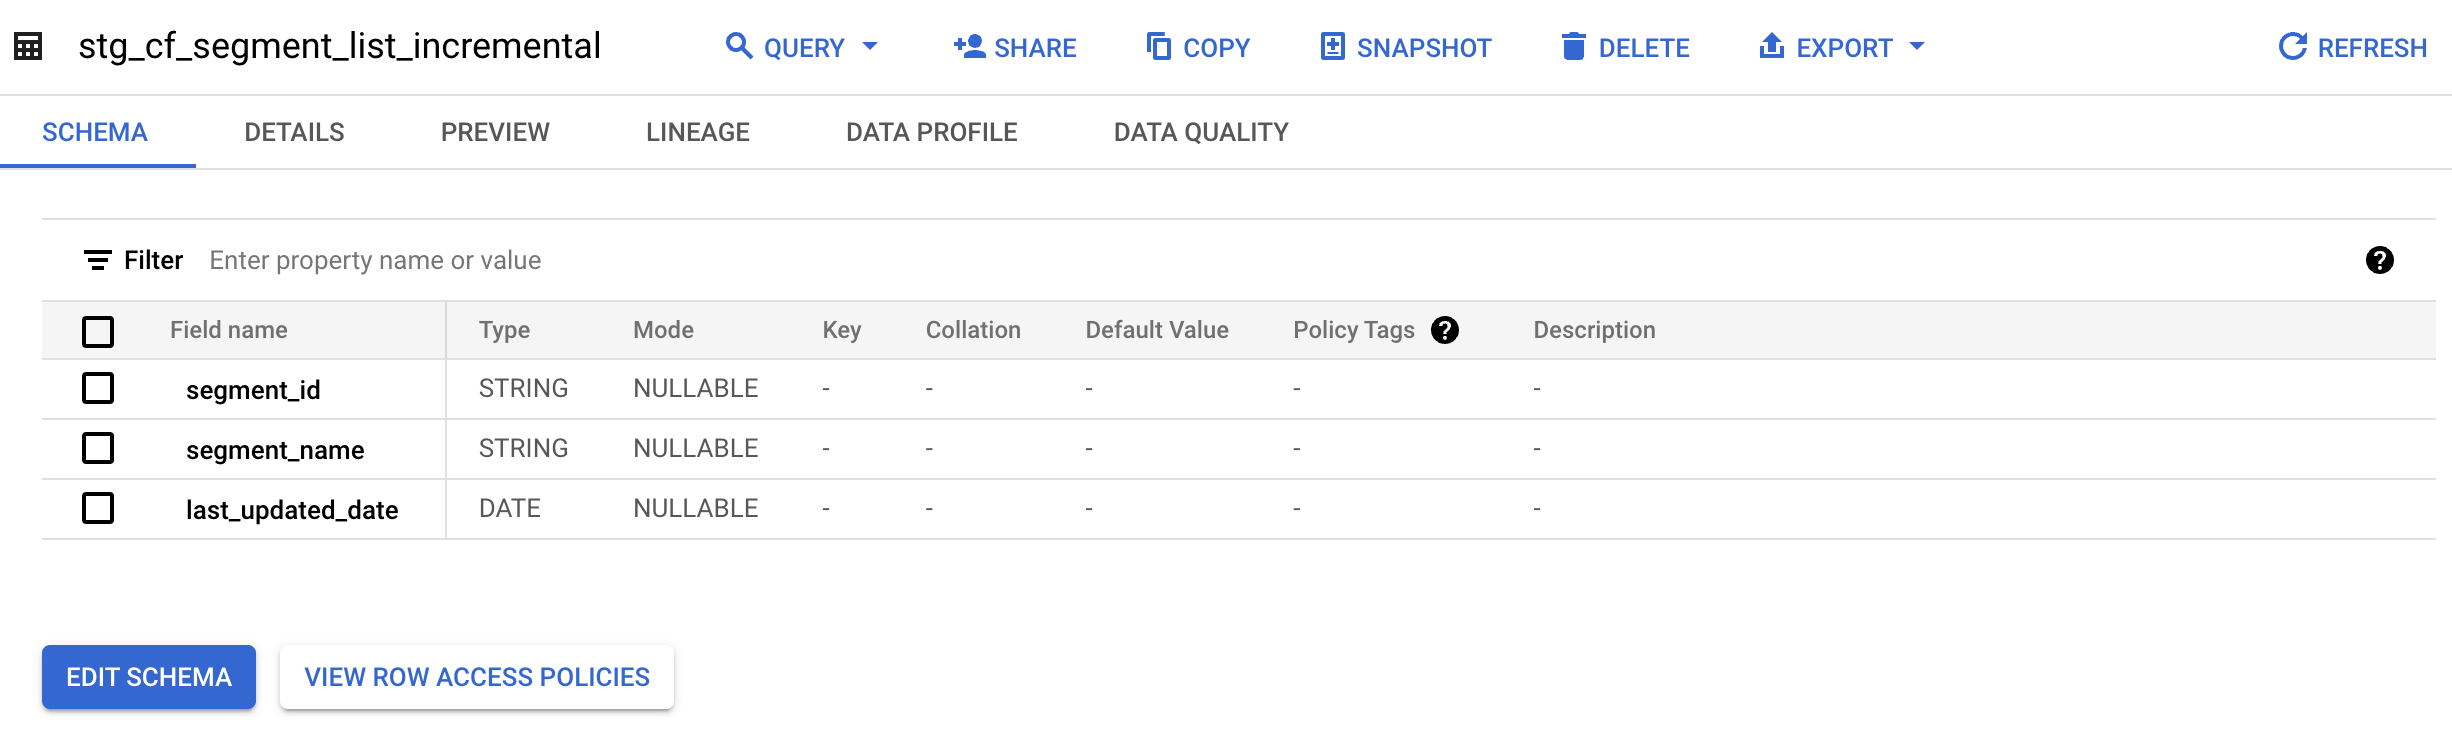 stg_cf_segment_list_incremental QUERY SHARE COPY SNAPSHOT DELETE EXPORT REFRESH
SCHEMA DETAILS PREVIEW LINEAGE DATA PROFILE DATA QUALITY
Filter Enter property name or value ?
Field name Type Mode Key Collation Default Value Policy Tags ? Description
segment_id STRING NULLABLE - - - - -
segment_name STRING NULLABLE - - - - -
last_updated_date DATE NULLABLE - - - - -
EDIT SCHEMA VIEW ROW ACCESS POLICIES